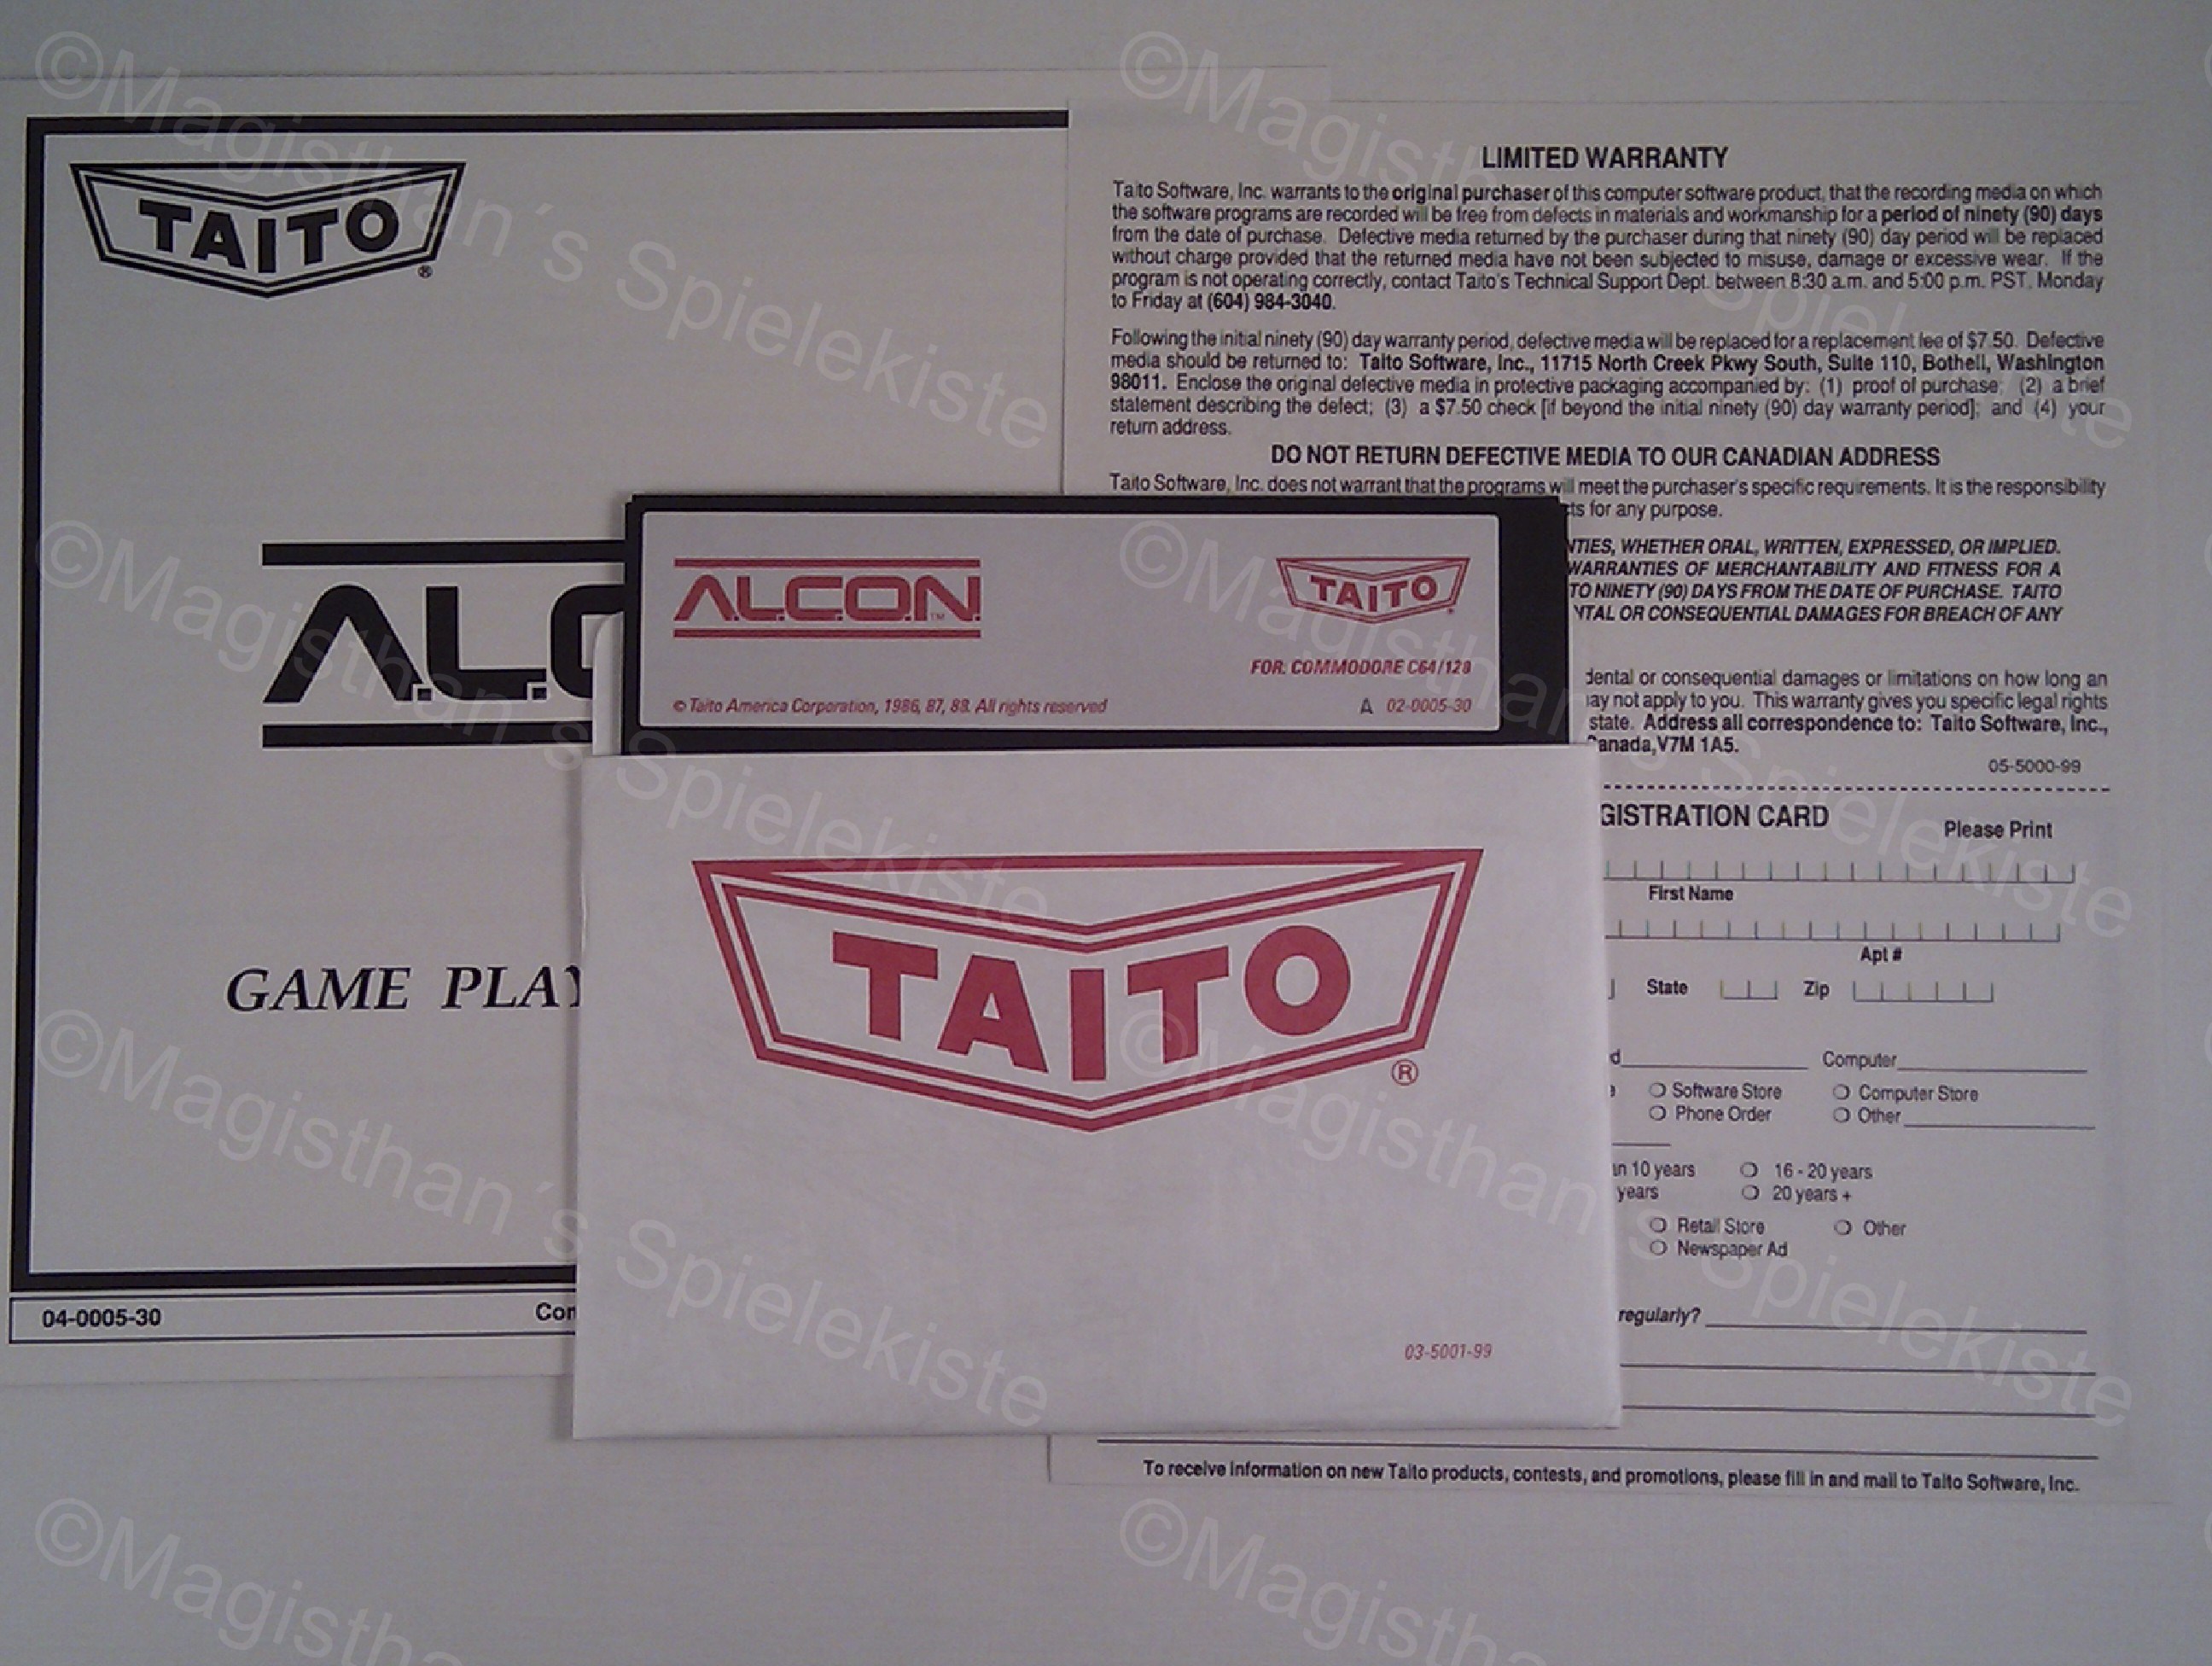 TAITO
®
A.L.C
GAME PLAY
04-0005-30
LIMITED WARRANTY
Taito Software, Inc. warrants to the original purchaser of this computer software product, that the recording media on which
the software programs are recorded will be free from defects in materials and workmanship for a period of ninety (90) days
from the date of purchase. Defective media returned by the purchaser during that ninety (90) day period will be replaced
without charge provided that the returned media have not been subjected to misuse, damage or excessive wear. If the
program is not operating correctly, contact Taito's Technical Support Dept. between 8:30 a.m. and 5:00 p.m. PST, Monday
to Friday at (604) 984-3040.
Following the initial ninety (90) day warranty period, defective media will be replaced for a replacement fee of $7.50. Defective
media should be returned to: Taito Software, Inc., 11715 North Creek Pkwy South, Suite 110, Bothell, Washington
98011. Enclose the original defective media in protective packaging accompanied by: (1) proof of purchase; (2) a brief
statement describing the defect; (3) a $7.50 check [if beyond the initial ninety (90) day warranty period]; and (4) your
return address.
DO NOT RETURN DEFECTIVE MEDIA TO OUR CANADIAN ADDRESS
Taito Software, Inc. does not warrant that the programs will meet the purchaser's specific requirements. It is the responsibility
for any purpose.
WHETHER ORAL, WRITTEN, EXPRESSED, OR IMPLIED.
WARRANTIES OF MERCHANTABILITY AND FITNESS FOR A
TO NINETY (90) DAYS FROM THE DATE OF PURCHASE. TAITO
OR CONSEQUENTIAL DAMAGES FOR BREACH OF ANY
or consequential damages or limitations on how long an
may not apply to you. This warranty gives you specific legal rights
state. Address all correspondence to: Taito Software, Inc.,
Canada, V7M 1A5.
05-5000-99
A.L.C.O.N.™
TAITO
®
FOR: COMMODORE C64/128
© Taito America Corporation, 1986, 87, 88. All rights reserved
A 02-0005-30
TAITO
®
03-5001-99
GISTRATION CARD
Please Print
First Name
Apt #
State Zip
Computer
Software Store Computer Store
Phone Order Other
10 years 16 - 20 years
years 20 years +
Retail Store Other
Newspaper Ad
regularly?
To receive information on new Taito products, contests, and promotions, please fill in and mail to Taito Software, Inc.
©Magisthan´s Spielekiste